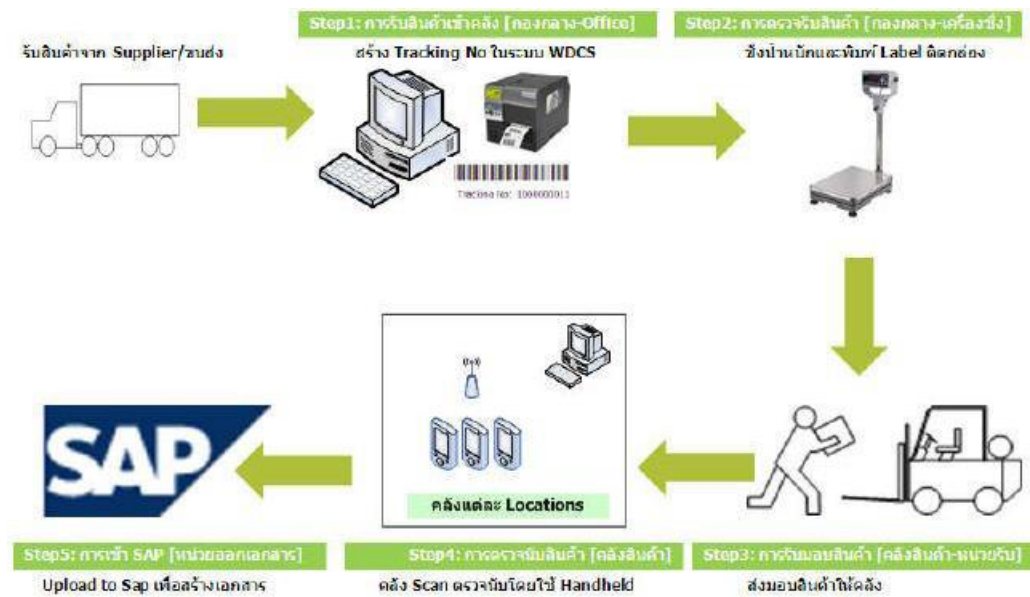 Step1: การรับสินค้าเข้าคลัง [กองกลาง-Office]
Step2: การตรวจรับสินค้า [กองกลาง-เครื่องชั่ง]
รับสินค้าจาก Supplier/ขนส่ง
สร้าง Tracking No ในระบบ WDCS
ชั่งน้ำหนักและพิมพ์ Label ติดกล่อง
Tracking No: 1000000011
SAP
คลังแต่ละ Locations
Step5: การเข้า SAP [หน่วยออกเอกสาร]
Step4: การตรวจนับสินค้า [คลังสินค้า]
Step3: การรับมอบสินค้า [คลังสินค้า-หน่วยรับ]
Upload to Sap เพื่อสร้างเอกสาร
คลัง Scan ตรวจนับโดยใช้ Handheld
ส่งมอบสินค้าให้คลัง